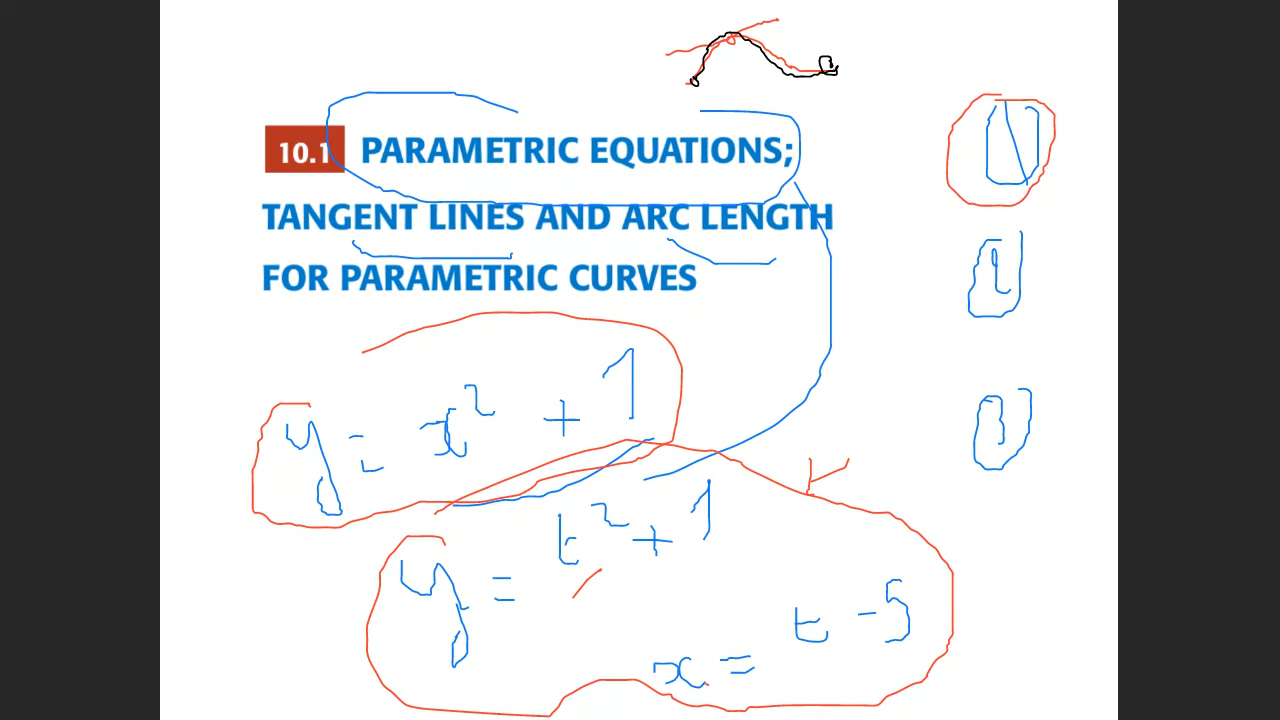 10.1 PARAMETRIC EQUATIONS;
TANGENT LINES AND ARC LENGTH
FOR PARAMETRIC CURVES
y = x² + 1
y = t² + 1
x = t - 5